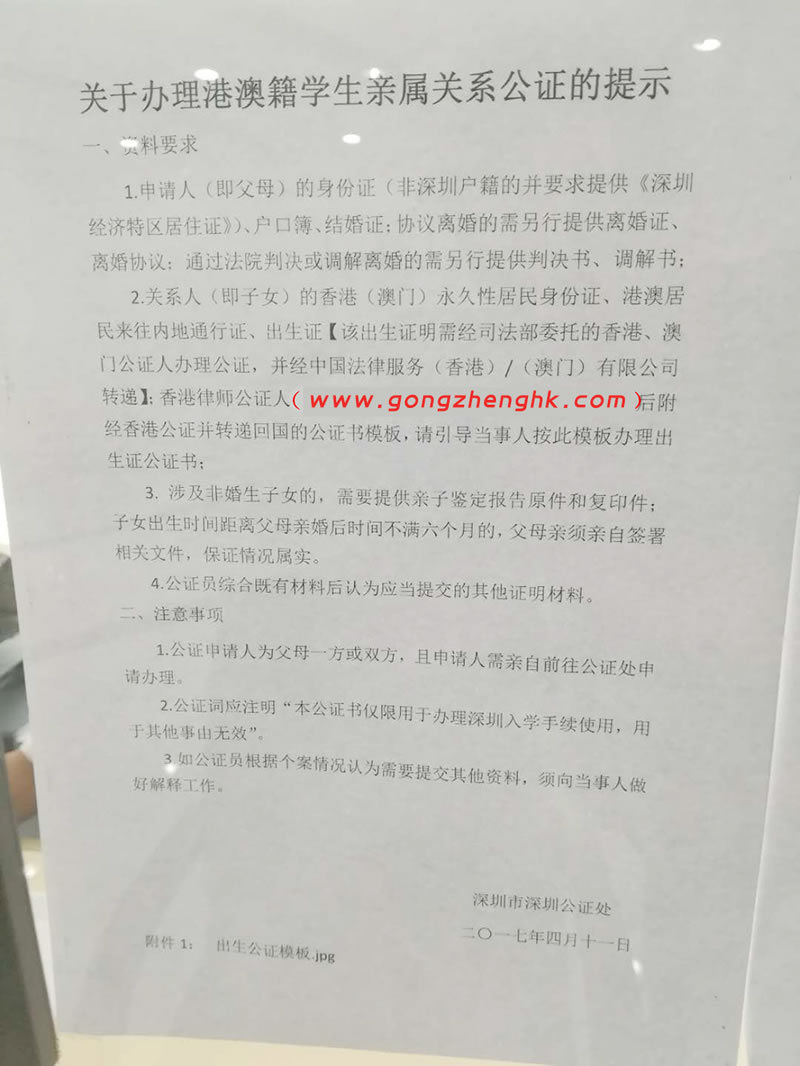 关于办理港澳籍学生亲属关系公证的提示
一、资料要求
1.申请人（即父母）的身份证（非深圳户籍的并要求提供《深圳
经济特区居住证》）、户口簿、结婚证；协议离婚的需另行提供离婚证、
离婚协议；通过法院判决或调解离婚的需另行提供判决书、调解书；
2.关系人（即子女）的香港（澳门）永久性居民身份证、港澳居
民来往内地通行证、出生证【该出生证明需经司法部委托的香港、澳
门公证人办理公证，并经中国法律服务（香港）/（澳门）有限公司
转递】；香港律师公证人（www.gongzhenghk.com）后附
经香港公证并转递回国的公证书模板，请引导当事人按此模板办理出
生证公证书；
3. 涉及非婚生子女的，需要提供亲子鉴定报告原件和复印件；
子女出生时间距离父母亲婚后时间不满六个月的，父母亲须亲自签署
相关文件，保证情况属实。
4.公证员综合既有材料后认为应当提交的其他证明材料。
二、注意事项
1.公证申请人为父母一方或双方，且申请人需亲自前往公证处申
请办理。
2.公证词应注明“本公证书仅限用于办理深圳入学手续使用，用
于其他事由无效”。
3.如公证员根据个案情况认为需要提交其他资料，须向当事人做
好解释工作。
深圳市深圳公证处
二〇一七年四月十一日
附件 1： 出生公证模板.jpg